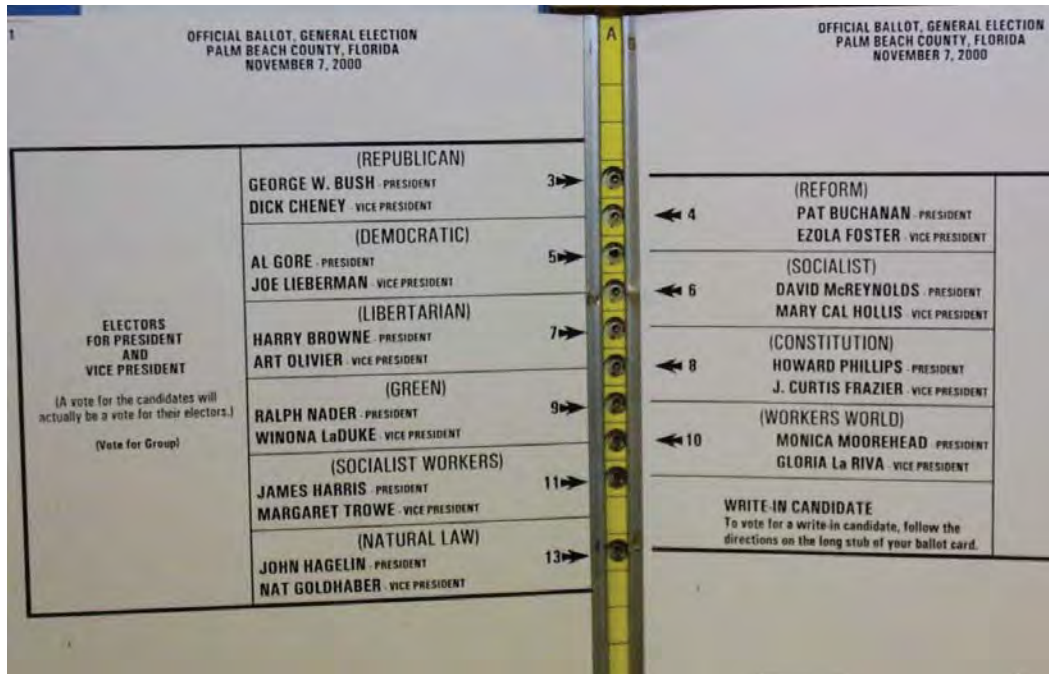 1
OFFICIAL BALLOT, GENERAL ELECTION
PALM BEACH COUNTY, FLORIDA
NOVEMBER 7, 2000
ELECTORS
FOR PRESIDENT
AND
VICE PRESIDENT
(A vote for the candidates will
actually be a vote for their electors.)
(Vote for Group)
(REPUBLICAN)
GEORGE W. BUSH - PRESIDENT
DICK CHENEY - VICE PRESIDENT
3
(DEMOCRATIC)
AL GORE - PRESIDENT
JOE LIEBERMAN - VICE PRESIDENT
5
(LIBERTARIAN)
HARRY BROWNE - PRESIDENT
ART OLIVIER - VICE PRESIDENT
7
(GREEN)
RALPH NADER - PRESIDENT
WINONA LaDUKE - VICE PRESIDENT
9
(SOCIALIST WORKERS)
JAMES HARRIS - PRESIDENT
MARGARET TROWE - VICE PRESIDENT
11
(NATURAL LAW)
JOHN HAGELIN - PRESIDENT
NAT GOLDHABER - VICE PRESIDENT
13
A
OFFICIAL BALLOT, GENERAL ELECTION
PALM BEACH COUNTY, FLORIDA
NOVEMBER 7, 2000
(REFORM)
4 PAT BUCHANAN - PRESIDENT
EZOLA FOSTER - VICE PRESIDENT
(SOCIALIST)
6 DAVID McREYNOLDS - PRESIDENT
MARY CAL HOLLIS - VICE PRESIDENT
(CONSTITUTION)
8 HOWARD PHILLIPS - PRESIDENT
J. CURTIS FRAZIER - VICE PRESIDENT
(WORKERS WORLD)
10 MONICA MOOREHEAD - PRESIDENT
GLORIA La RIVA - VICE PRESIDENT
WRITE-IN CANDIDATE
To vote for a write-in candidate, follow the
directions on the long stub of your ballot card.